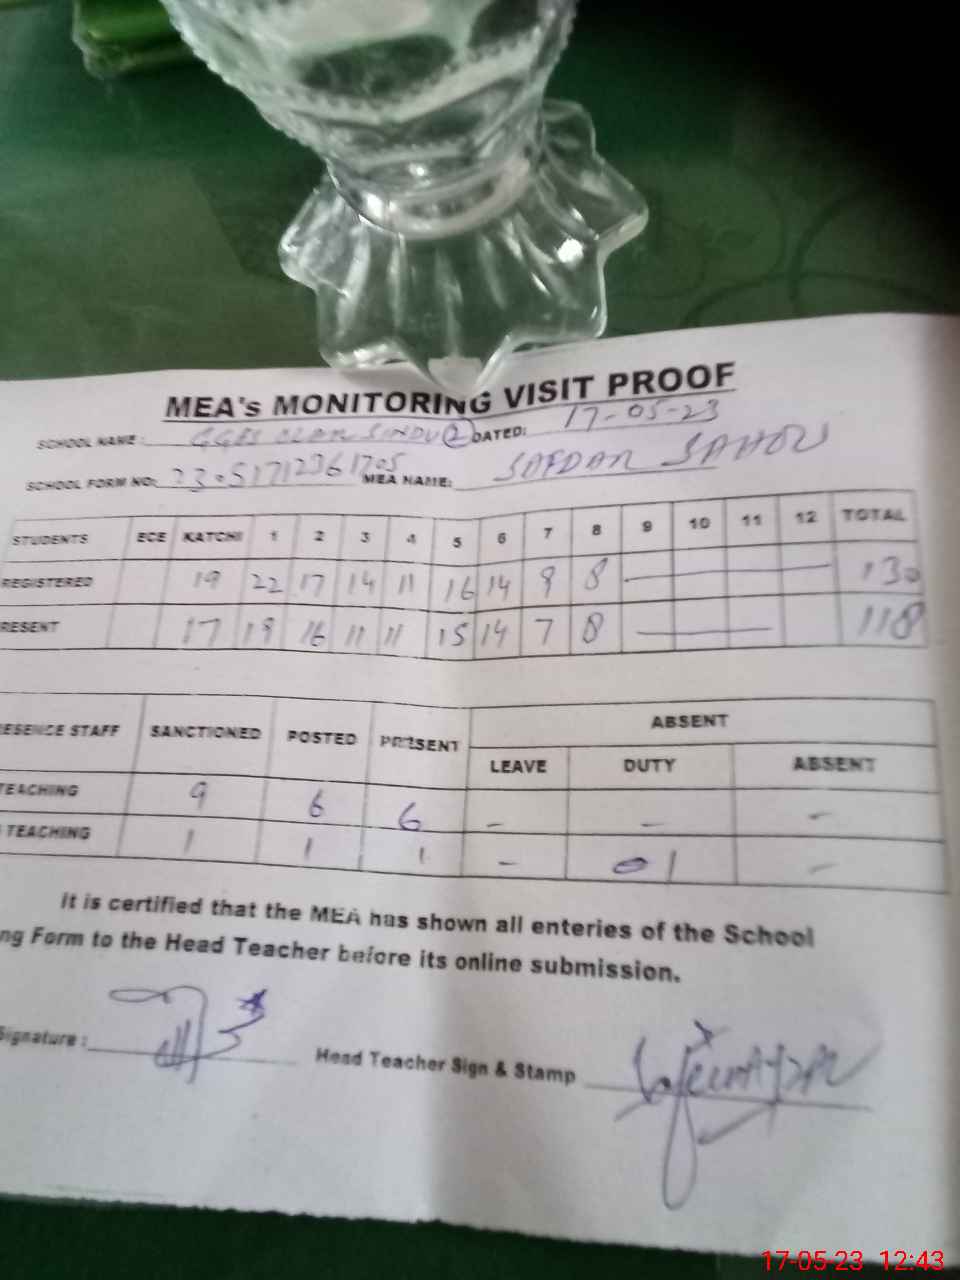 MEA's MONITORING VISIT PROOF
SCHOOL NAME: GGES SINDU 2 DATED: 17-05-23
SCHOOL FORM NO: MEA NAME: SAFDAR
STUDENTS ECE KATCHI 1 2 3 4 5 6 7 8 9 10 11 12 TOTAL
REGISTERED 19 22 17 14 11 16 14 9 8 130
RESENT 17 19 16 11 11 15 14 7 8 118
ESENCE STAFF SANCTIONED POSTED PRESENT ABSENT
LEAVE DUTY ABSENT
TEACHING 9 6 6 - - -
TEACHING 1 1 1 - 01 -
It is certified that the MEA has shown all enteries of the School
ng Form to the Head Teacher before its online submission.
Signature: Head Teacher Sign & Stamp
17-05-23 12:43